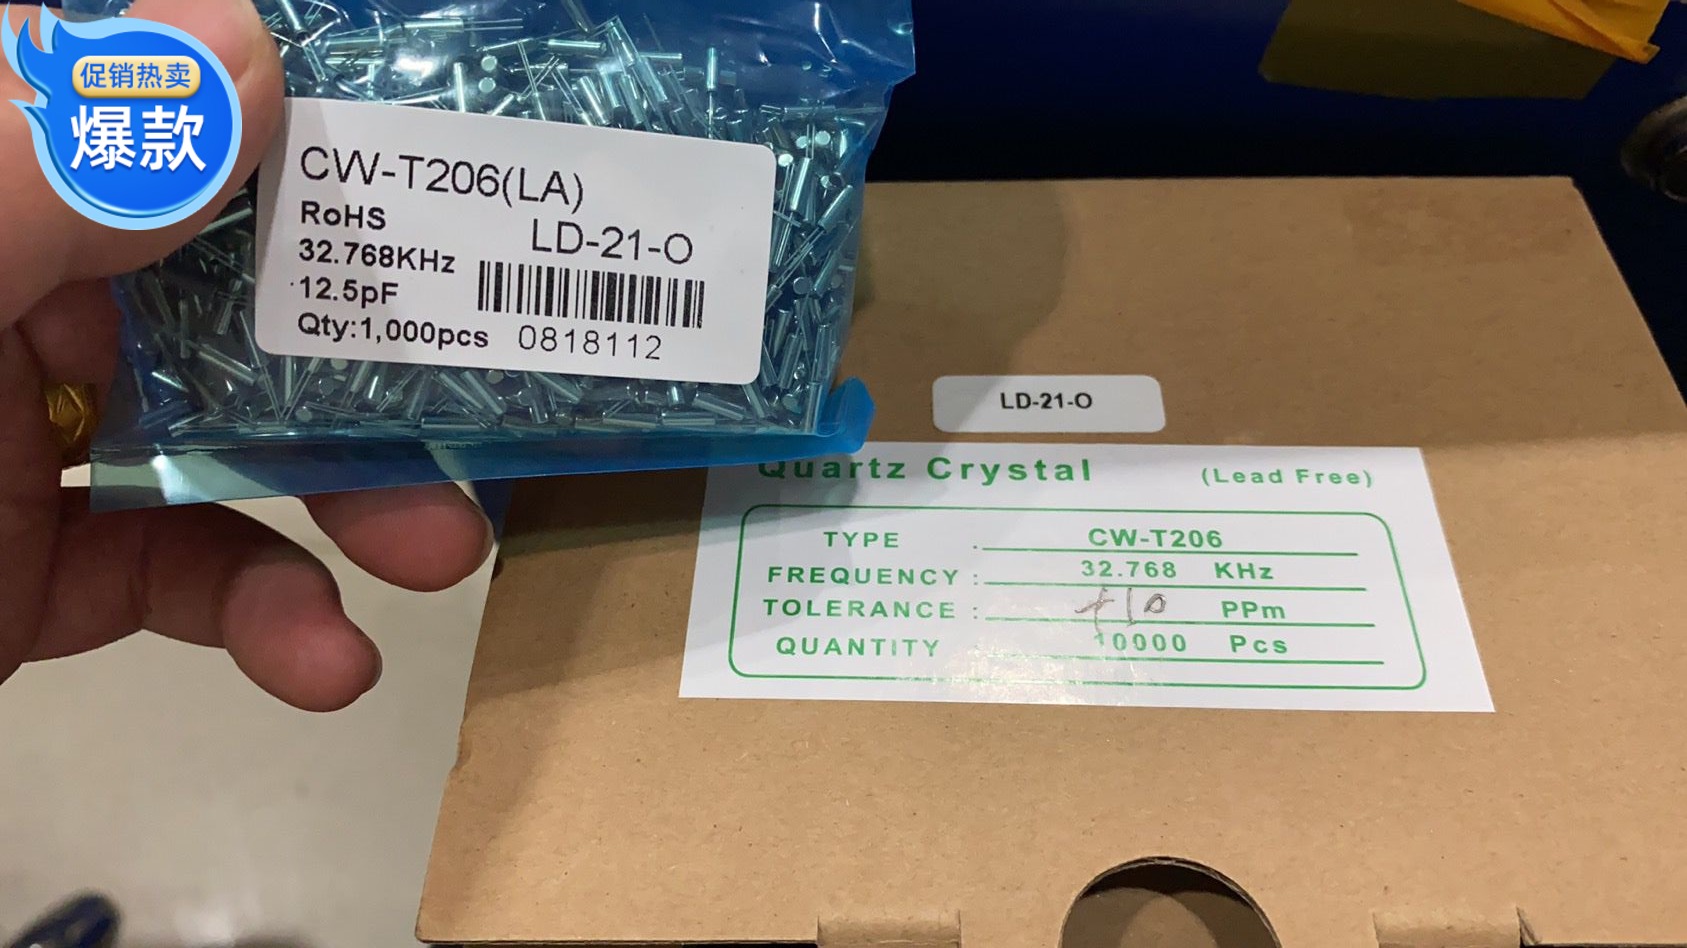 促销热卖
爆款
CW-T206(LA)
RoHS
LD-21-O
32.768KHz
12.5pF
Qty:1,000pcs
0818112
LD-21-O
Quartz Crystal (Lead Free)
TYPE : CW-T206
FREQUENCY : 32.768 KHz
TOLERANCE : ±10 PPm
QUANTITY : 10000 Pcs